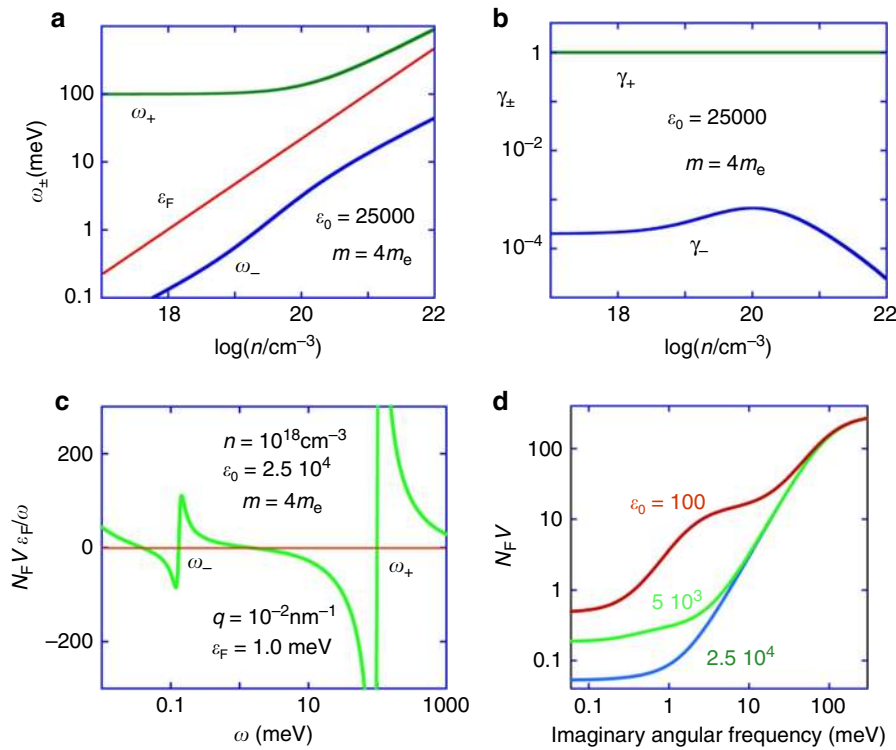 a
100
10
1
0.1
ω± (meV)
ω+
εF
ω−
ε0 = 25000
m = 4me
18 20 22
log(n/cm−3)
b
1
10−2
10−4
γ±
γ+
ε0 = 25000
m = 4me
γ−
18 20 22
log(n/cm−3)
c
200
0
−200
NF V εF/ω
n = 10¹⁸cm−3
ε0 = 2.5 10⁴
m = 4me
ω−
ω+
q = 10−2nm−1
εF = 1.0 meV
0.1 10 1000
ω (meV)
d
100
10
1
0.1
NF V
ε0 = 100
5 10³
2.5 10⁴
0.1 1 10 100
Imaginary angular frequency (meV)